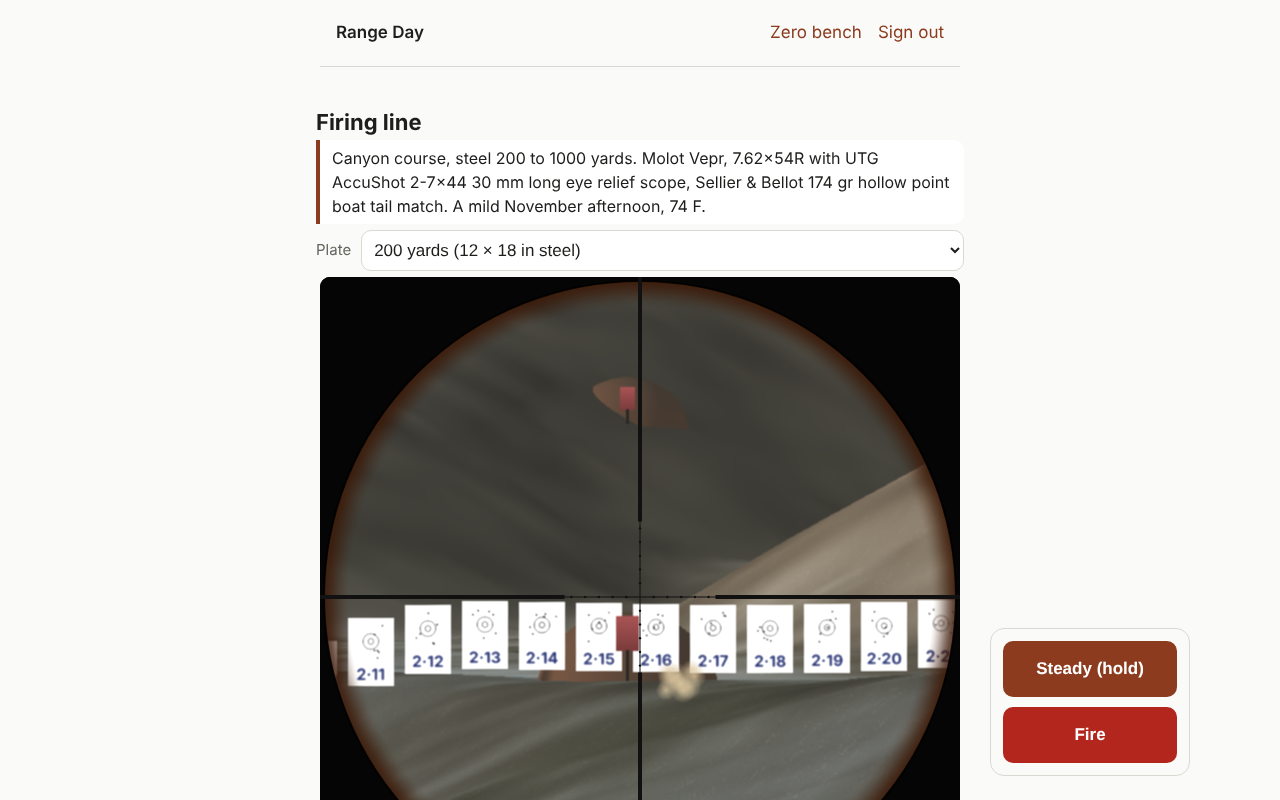 Range Day
Zero bench
Sign out
Firing line
Canyon course, steel 200 to 1000 yards. Molot Vepr, 7.62×54R with UTG
AccuShot 2-7×44 30 mm long eye relief scope, Sellier & Bellot 174 gr hollow point
boat tail match. A mild November afternoon, 74 F.
Plate
200 yards (12 × 18 in steel)
2·11
2·12
2·13
2·14
2·15
2·16
2·17
2·18
2·19
2·20
Steady (hold)
Fire